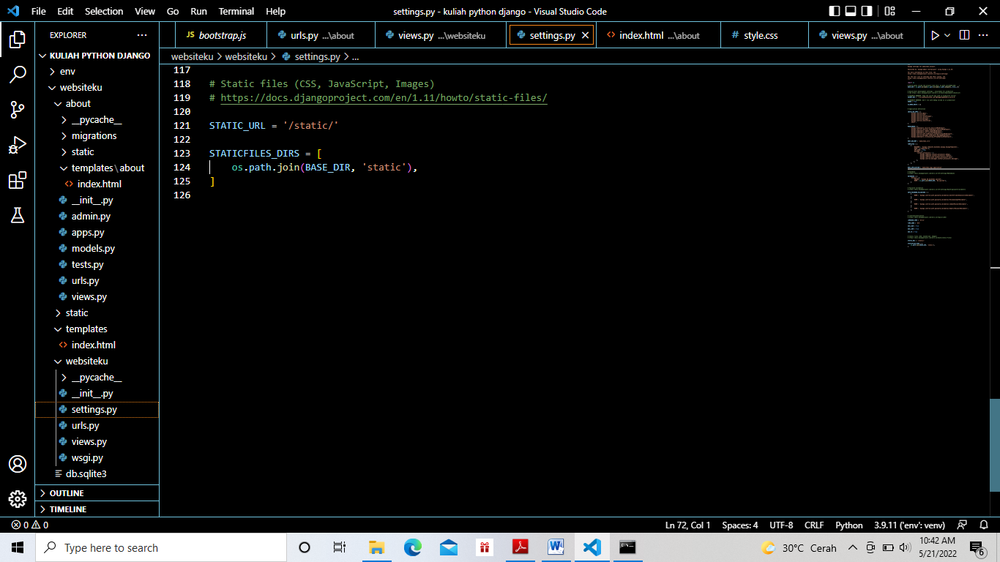 File Edit Selection View Go Run Terminal Help settings.py - kuliah python django - Visual Studio Code
EXPLORER ...
JS bootstrap.js urls.py ...\about views.py ...\websiteku settings.py index.html ...\about # style.css views.py ...\about
websiteku > websiteku > settings.py > ...
KULIAH PYTHON DJANGO
env
websiteku
about
__pycache__
migrations
static
templates\about
index.html
__init__.py
admin.py
apps.py
models.py
tests.py
urls.py
views.py
static
templates
index.html
websiteku
__pycache__
__init__.py
settings.py
urls.py
views.py
wsgi.py
db.sqlite3
OUTLINE
TIMELINE
117
118 # Static files (CSS, JavaScript, Images)
119 # https://docs.djangoproject.com/en/1.11/howto/static-files/
120
121 STATIC_URL = '/static/'
122
123 STATICFILES_DIRS = [
124     os.path.join(BASE_DIR, 'static'),
125 ]
126
0 0 Ln 72, Col 1 Spaces: 4 UTF-8 CRLF Python 3.9.11 ('env': venv)
Type here to search
30°C Cerah
10:42 AM
5/21/2022
6